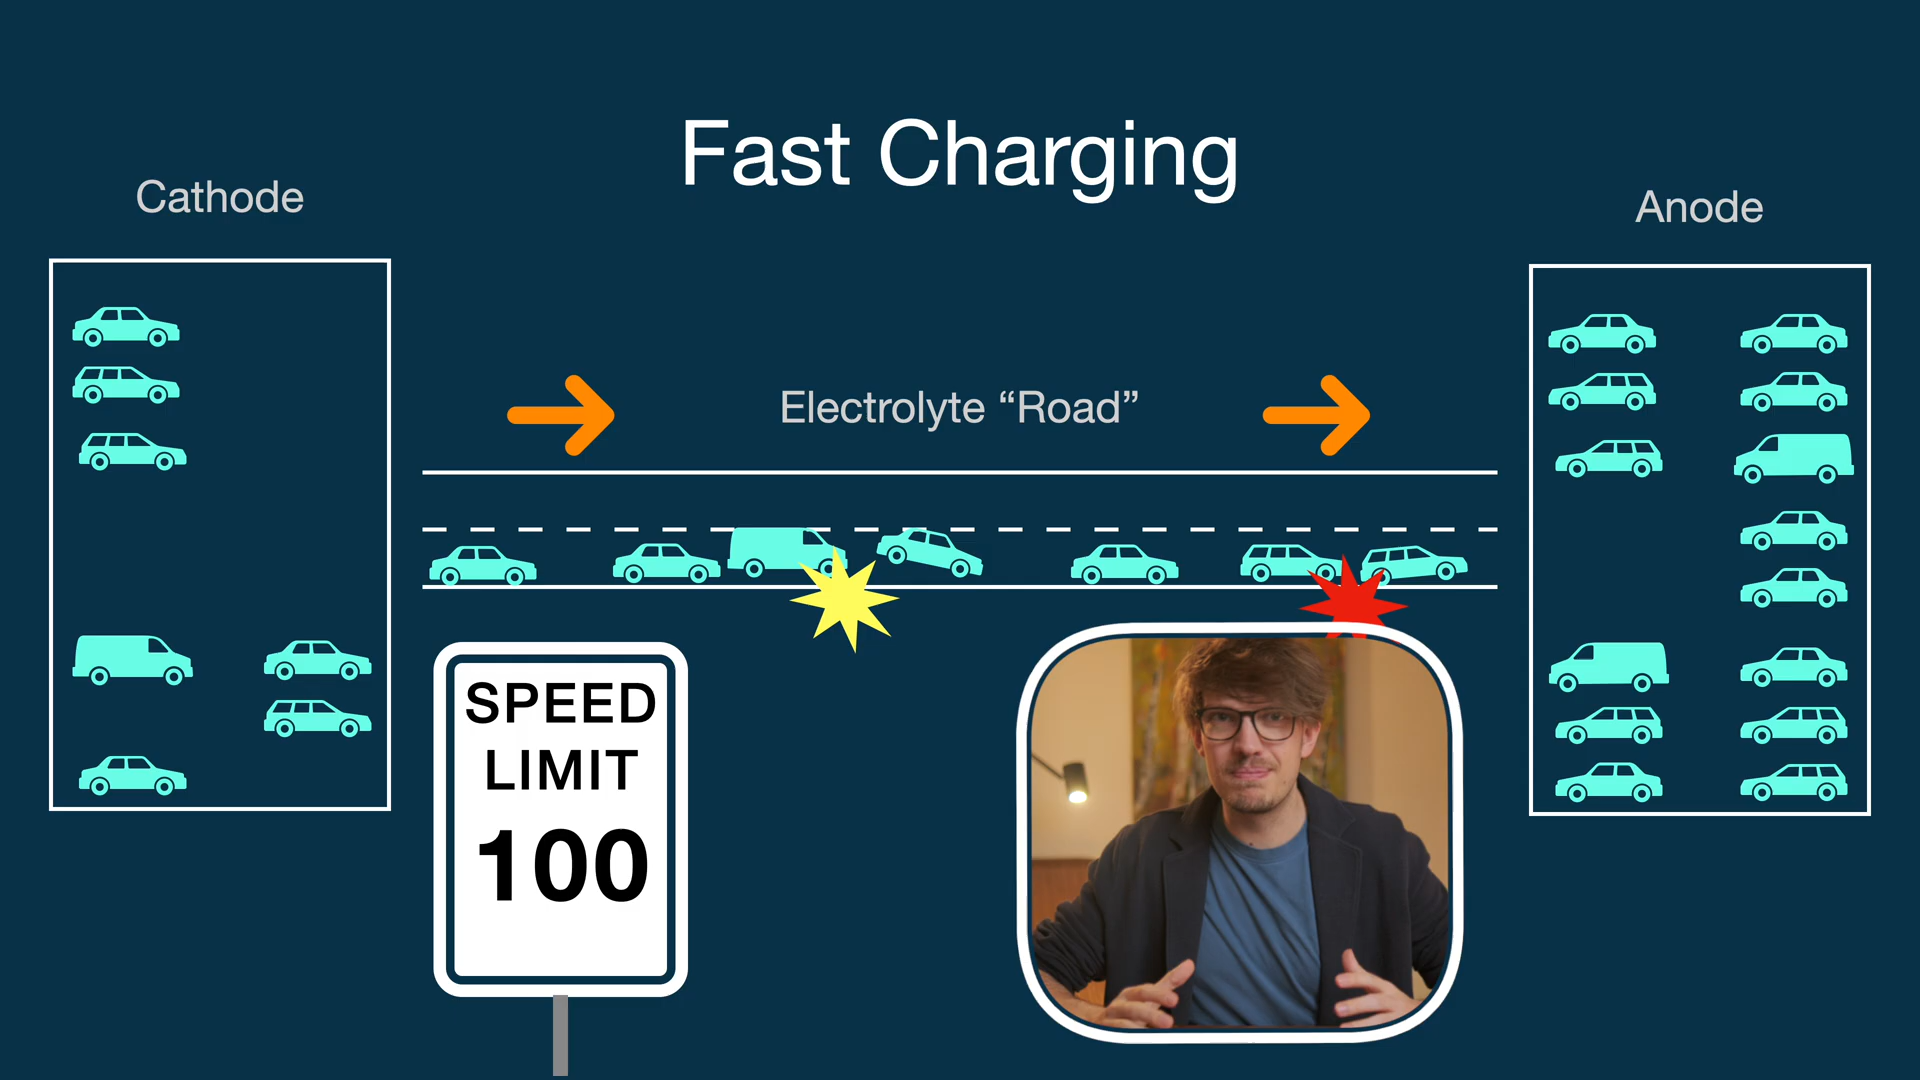 Fast Charging
Cathode
Anode
Electrolyte “Road”
SPEED
LIMIT
100